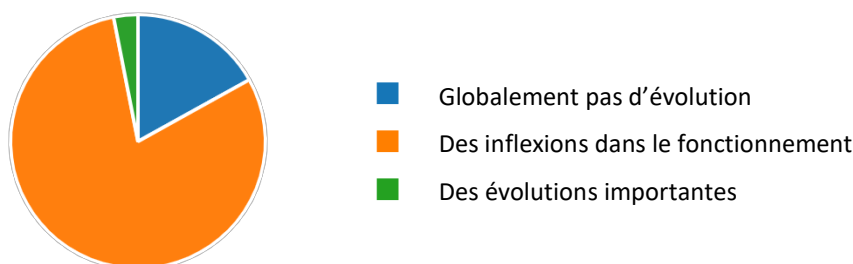 Globalement pas d’évolution
Des inflexions dans le fonctionnement
Des évolutions importantes